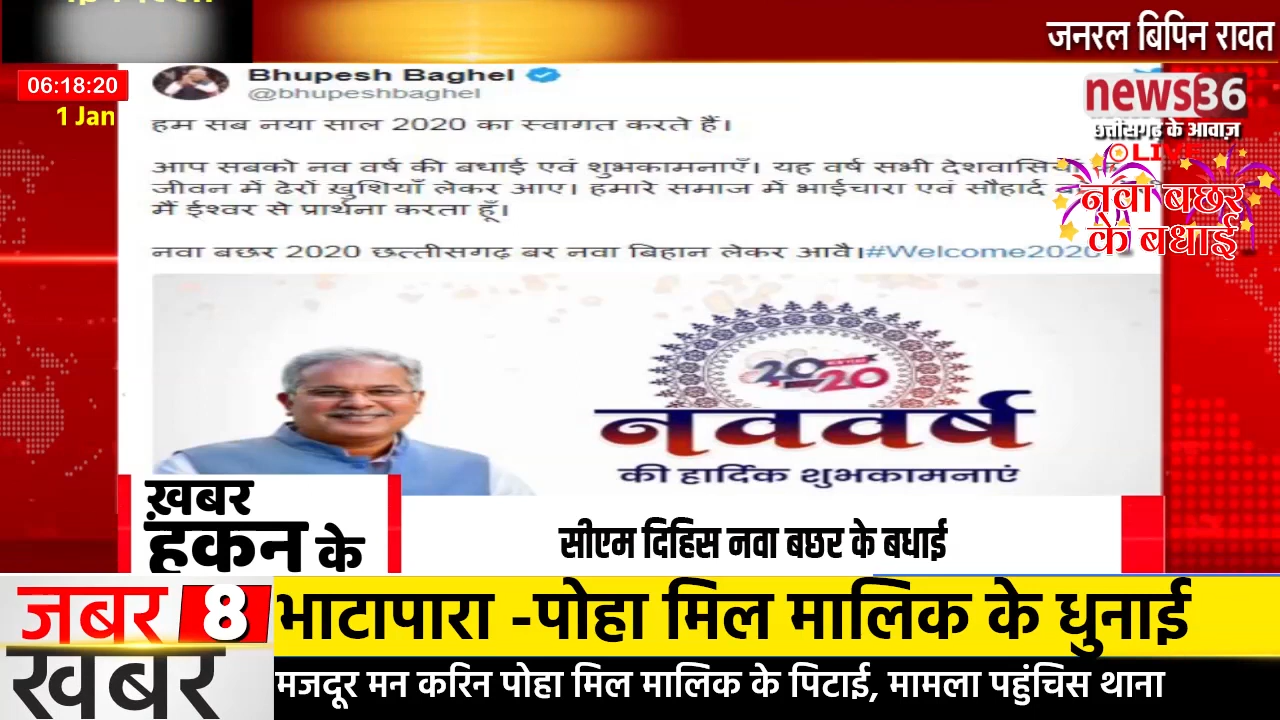 जनरल बिपिन रावत
06:18:20
1 Jan
news36
छत्तीसगढ़ के आवाज़
LIVE
नवा बछर
के बधाई
Bhupesh Baghel
@bhupeshbaghel
हम सब नया साल 2020 का स्वागत करते हैं।
आप सबको नव वर्ष की बधाई एवं शुभकामनाएँ। यह वर्ष सभी
जीवन में ढेरों ख़ुशियाँ लेकर आए। हमारे समाज में भाईचारा एवं सौहार्द
मैं ईश्वर से प्रार्थना करता हूँ।
नवा बछर 2020 छत्तीसगढ़ बर नवा बिहान लेकर आवै।#Welcome2020
2020
NEW YEAR
नववर्ष
की हार्दिक शुभकामनाएं
ख़बर
हकन के
सीएम दिहिस नवा बछर के बधाई
जबर 8
खबर
भाटापारा -पोहा मिल मालिक के धुनाई
मजदूर मन करिन पोहा मिल मालिक के पिटाई, मामला पहुंचिस थाना